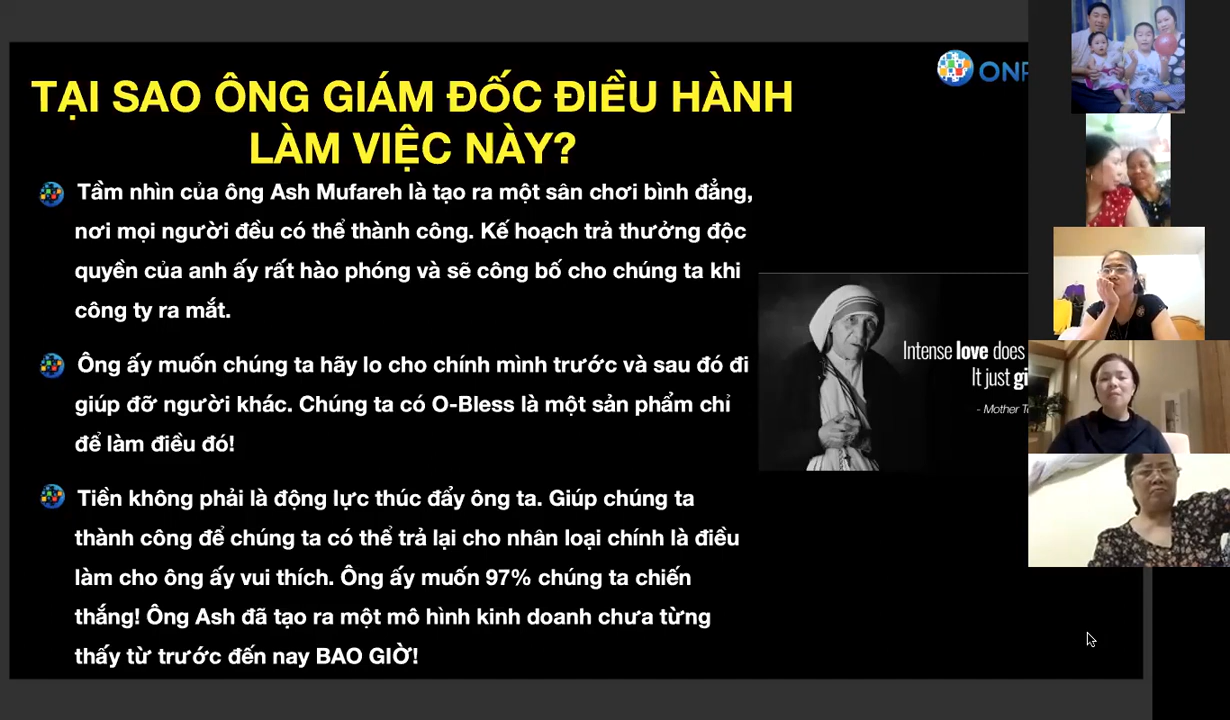 TẠI SAO ÔNG GIÁM ĐỐC ĐIỀU HÀNH
LÀM VIỆC NÀY?
Tầm nhìn của ông Ash Mufareh là tạo ra một sân chơi bình đẳng,
nơi mọi người đều có thể thành công. Kế hoạch trả thưởng độc
quyền của anh ấy rất hào phóng và sẽ công bố cho chúng ta khi
công ty ra mắt.
Ông ấy muốn chúng ta hãy lo cho chính mình trước và sau đó đi
giúp đỡ người khác. Chúng ta có O-Bless là một sản phẩm chỉ
để làm điều đó!
Tiền không phải là động lực thúc đẩy ông ta. Giúp chúng ta
thành công để chúng ta có thể trả lại cho nhân loại chính là điều
làm cho ông ấy vui thích. Ông ấy muốn 97% chúng ta chiến
thắng! Ông Ash đã tạo ra một mô hình kinh doanh chưa từng
thấy từ trước đến nay BAO GIỜ!
Intense love does
It just
- Mother